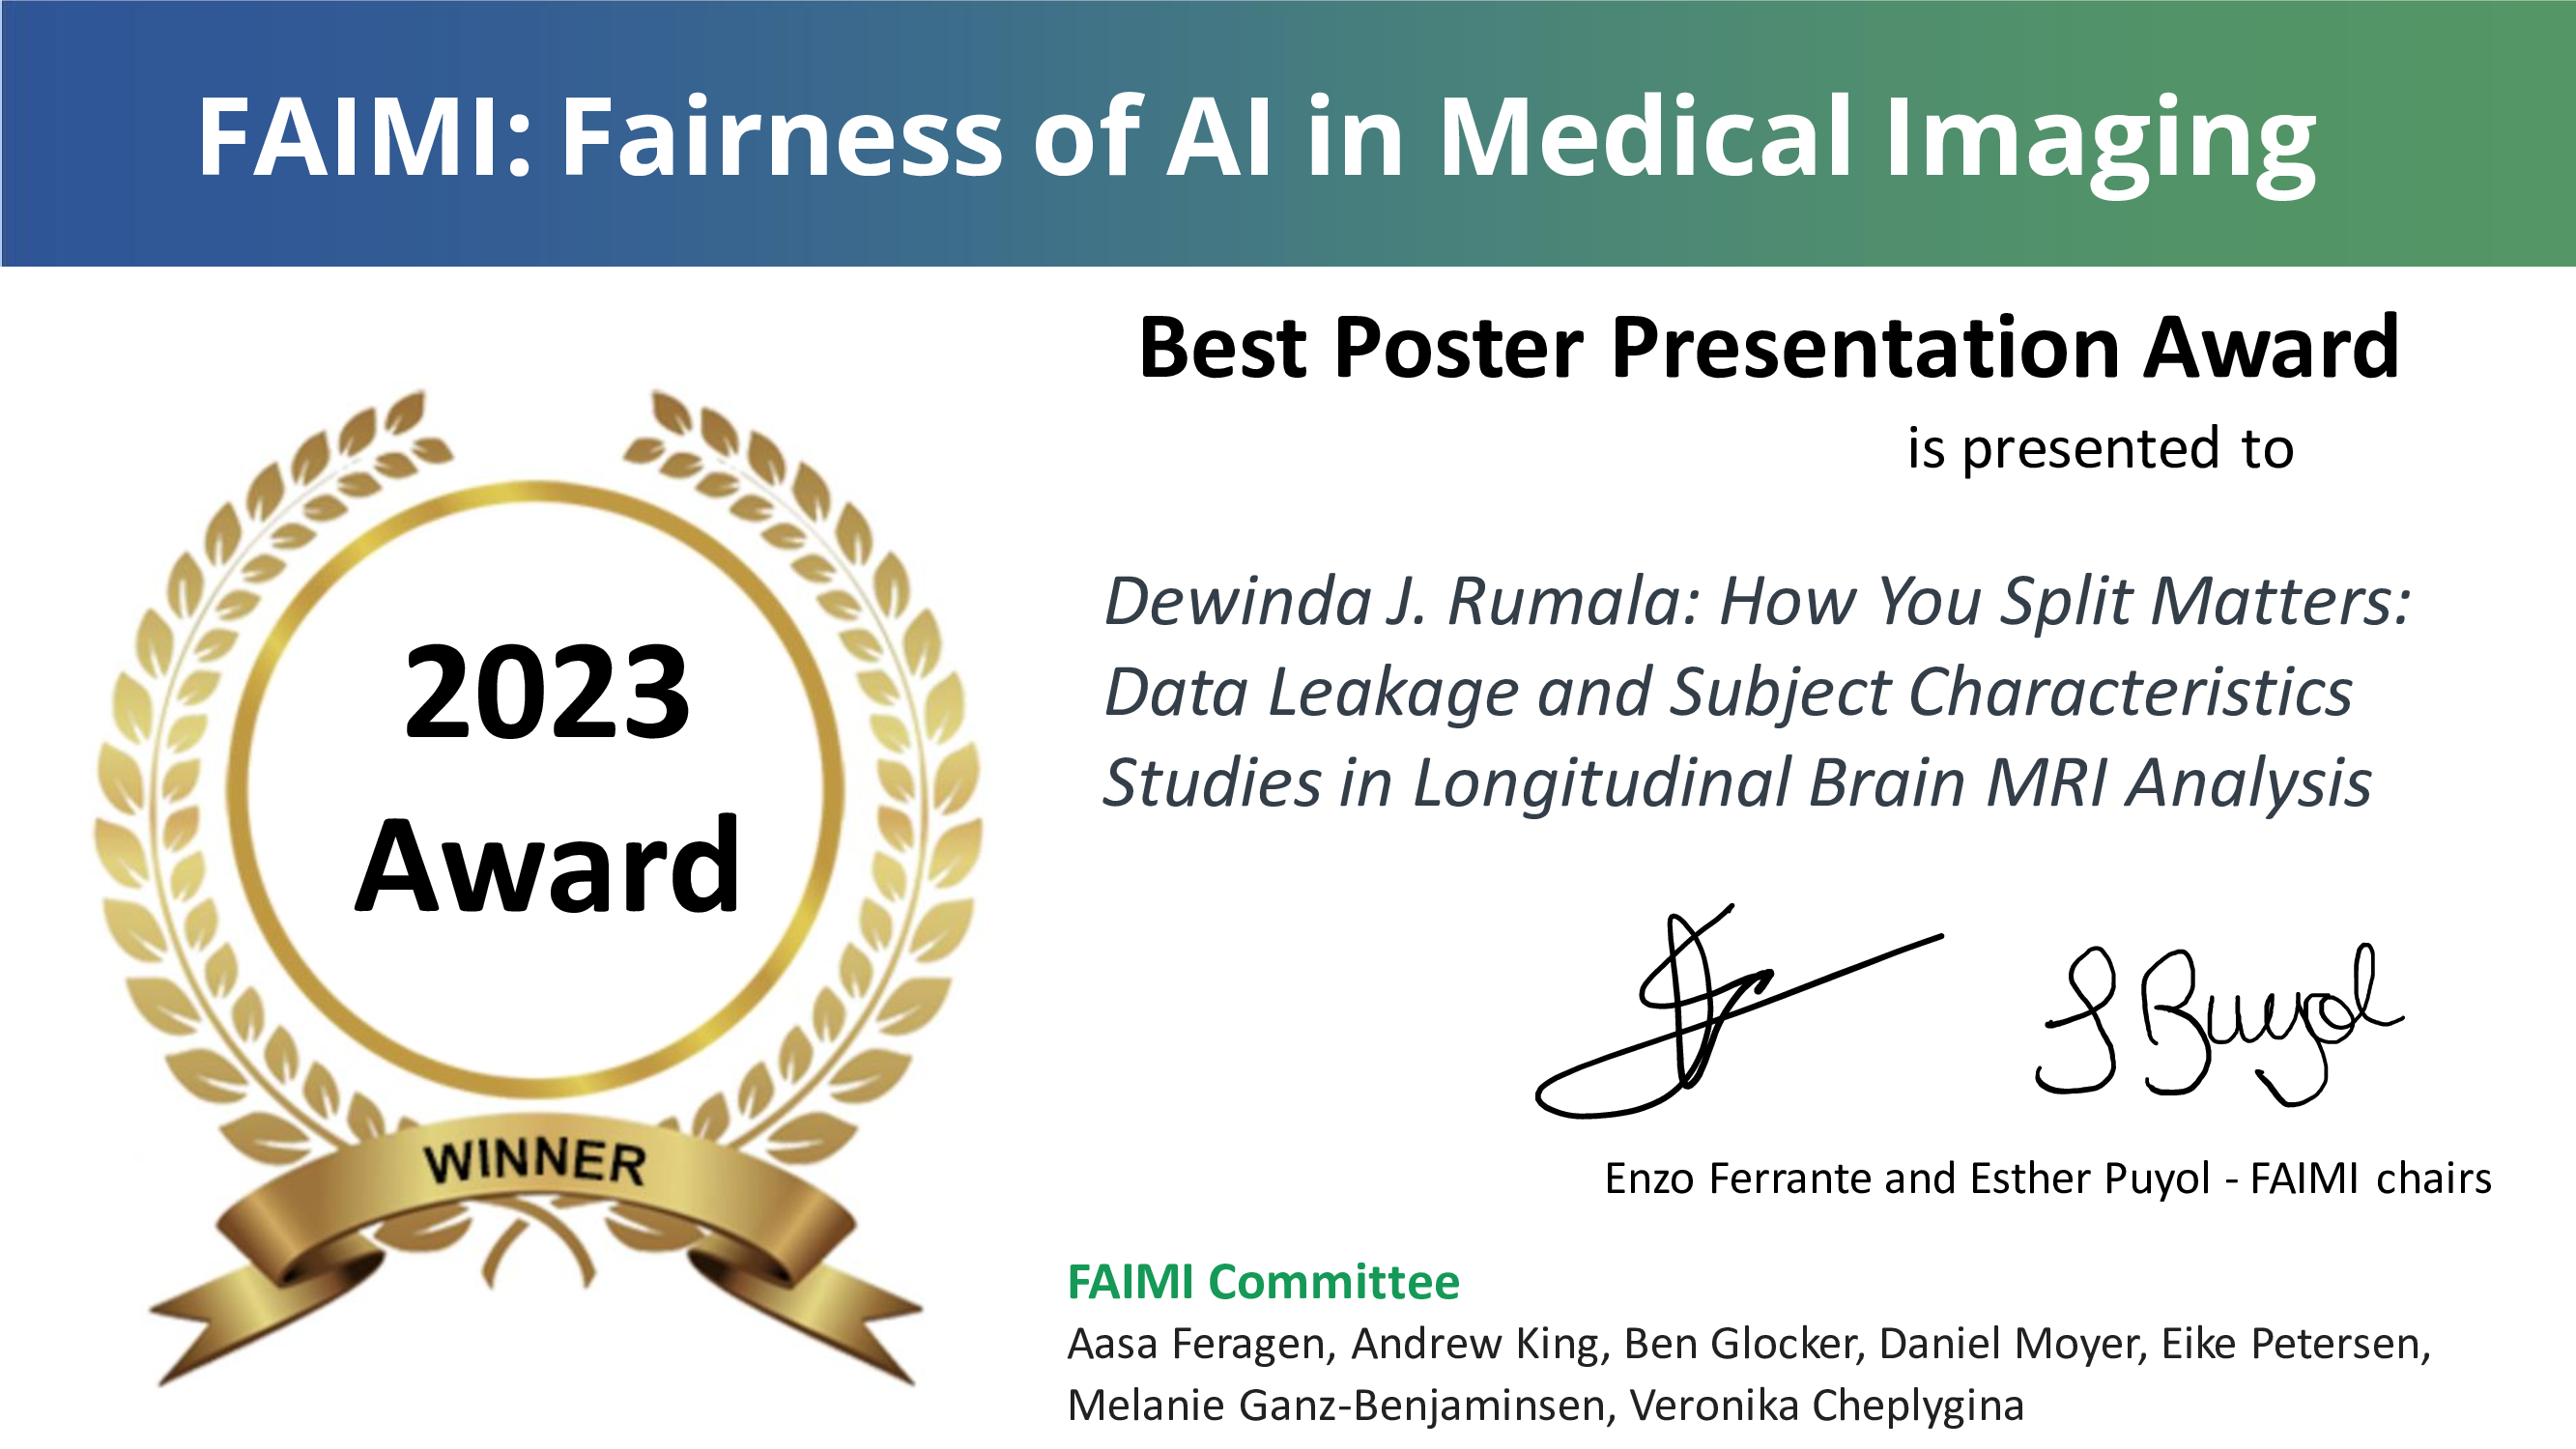 FAIMI: Fairness of AI in Medical Imaging
Best Poster Presentation Award
is presented to
2023
Award
WINNER
Dewinda J. Rumala: How You Split Matters:
Data Leakage and Subject Characteristics
Studies in Longitudinal Brain MRI Analysis
Enzo Ferrante and Esther Puyol - FAIMI chairs
FAIMI Committee
Aasa Feragen, Andrew King, Ben Glocker, Daniel Moyer, Eike Petersen,
Melanie Ganz-Benjaminsen, Veronika Cheplygina